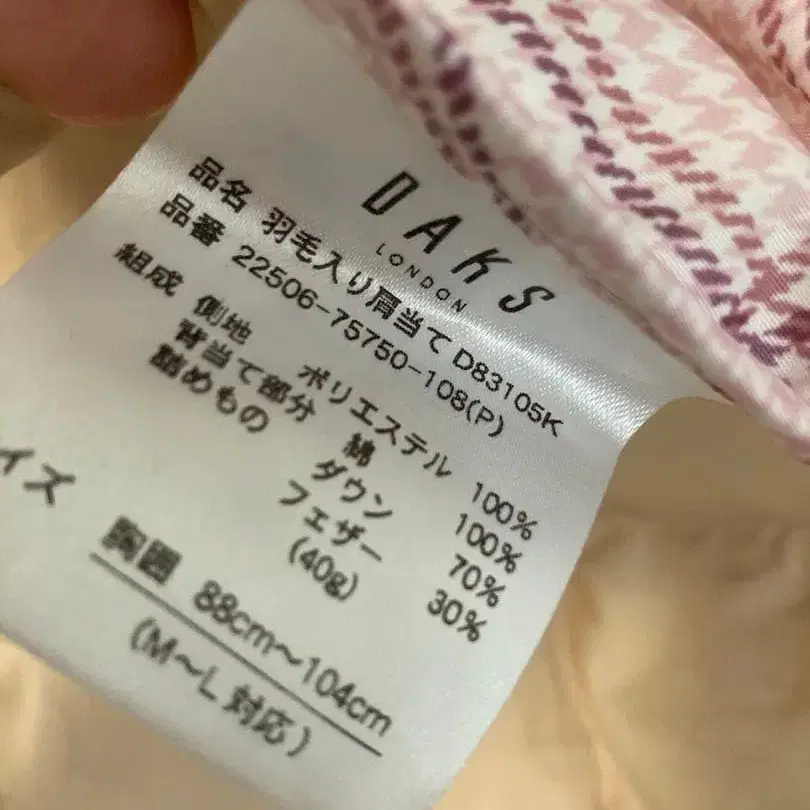 DAKS
LONDON
品名 羽毛入り肩当て D83105K
品番 22506-75750-108(P)
組成 側地 ポリエステル 100%
背当て部分 綿 100%
詰めもの ダウン 70%
フェザー 30%
(40g)
イズ
胸囲 88cm～104cm
(M～L対応)